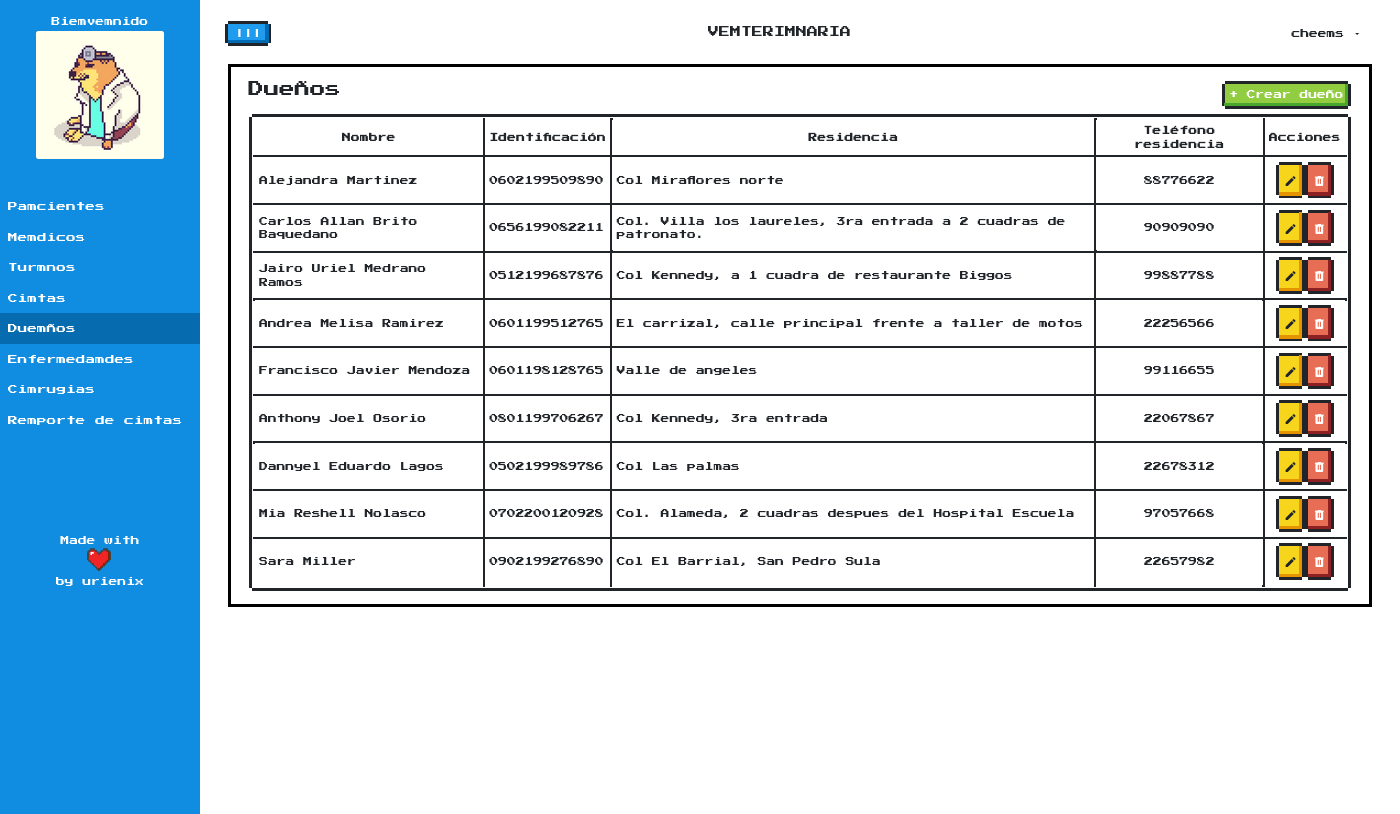 Biemvemnido
Pamcientes
Memdicos
Turmnos
Cimtas
Duemños
Enfermedamdes
Cimrugias
Remporte de cimtas
Made with
by urienix
VEMTERIMNARIA
cheems
Dueños
+ Crear dueño
Nombre Identificación Residencia Teléfono residencia Acciones
Alejandra Martinez 0602199509890 Col Miraflores norte 88776622
Carlos Allan Brito Baquedano 0656199082211 Col. Villa los laureles, 3ra entrada a 2 cuadras de patronato. 90909090
Jairo Uriel Medrano Ramos 0512199687876 Col Kennedy, a 1 cuadra de restaurante Biggos 99887788
Andrea Melisa Ramirez 0601199512765 El carrizal, calle principal frente a taller de motos 22256566
Francisco Javier Mendoza 0601198128765 Valle de angeles 99116655
Anthony Joel Osorio 0801199706267 Col Kennedy, 3ra entrada 22067867
Dannyel Eduardo Lagos 0502199989786 Col Las palmas 22678312
Mia Reshell Nolasco 0702200120928 Col. Alameda, 2 cuadras despues del Hospital Escuela 97057668
Sara Miller 0902199276890 Col El Barrial, San Pedro Sula 22657982